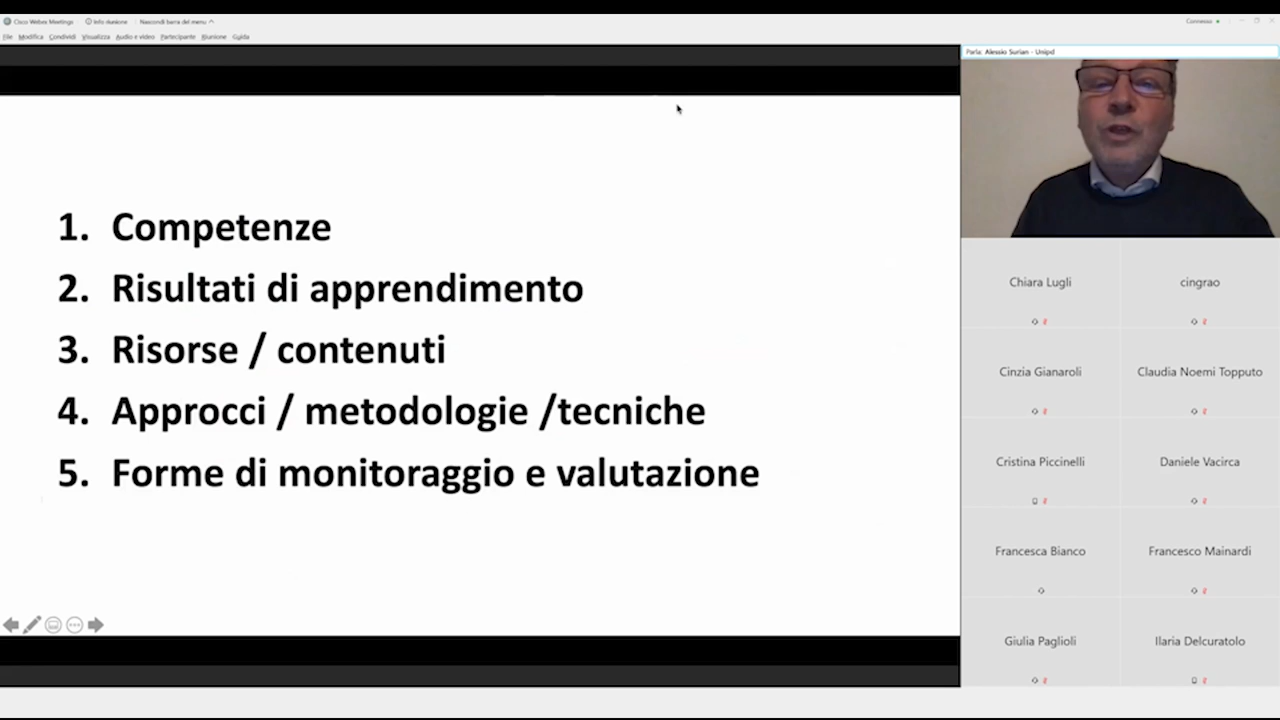 Cisco Webex Meetings
Info riunione
Nascondi barra del menu
Connesso
File Modifica Condividi Visualizza Audio e video Partecipante Riunione Guida
Parla: Alessio Surian - Unipd
1. Competenze
2. Risultati di apprendimento
3. Risorse / contenuti
4. Approcci / metodologie /tecniche
5. Forme di monitoraggio e valutazione
Chiara Lugli
cingrao
Cinzia Gianaroli
Claudia Noemi Topputo
Cristina Piccinelli
Daniele Vacirca
Francesca Bianco
Francesco Mainardi
Giulia Paglioli
Ilaria Delcuratolo